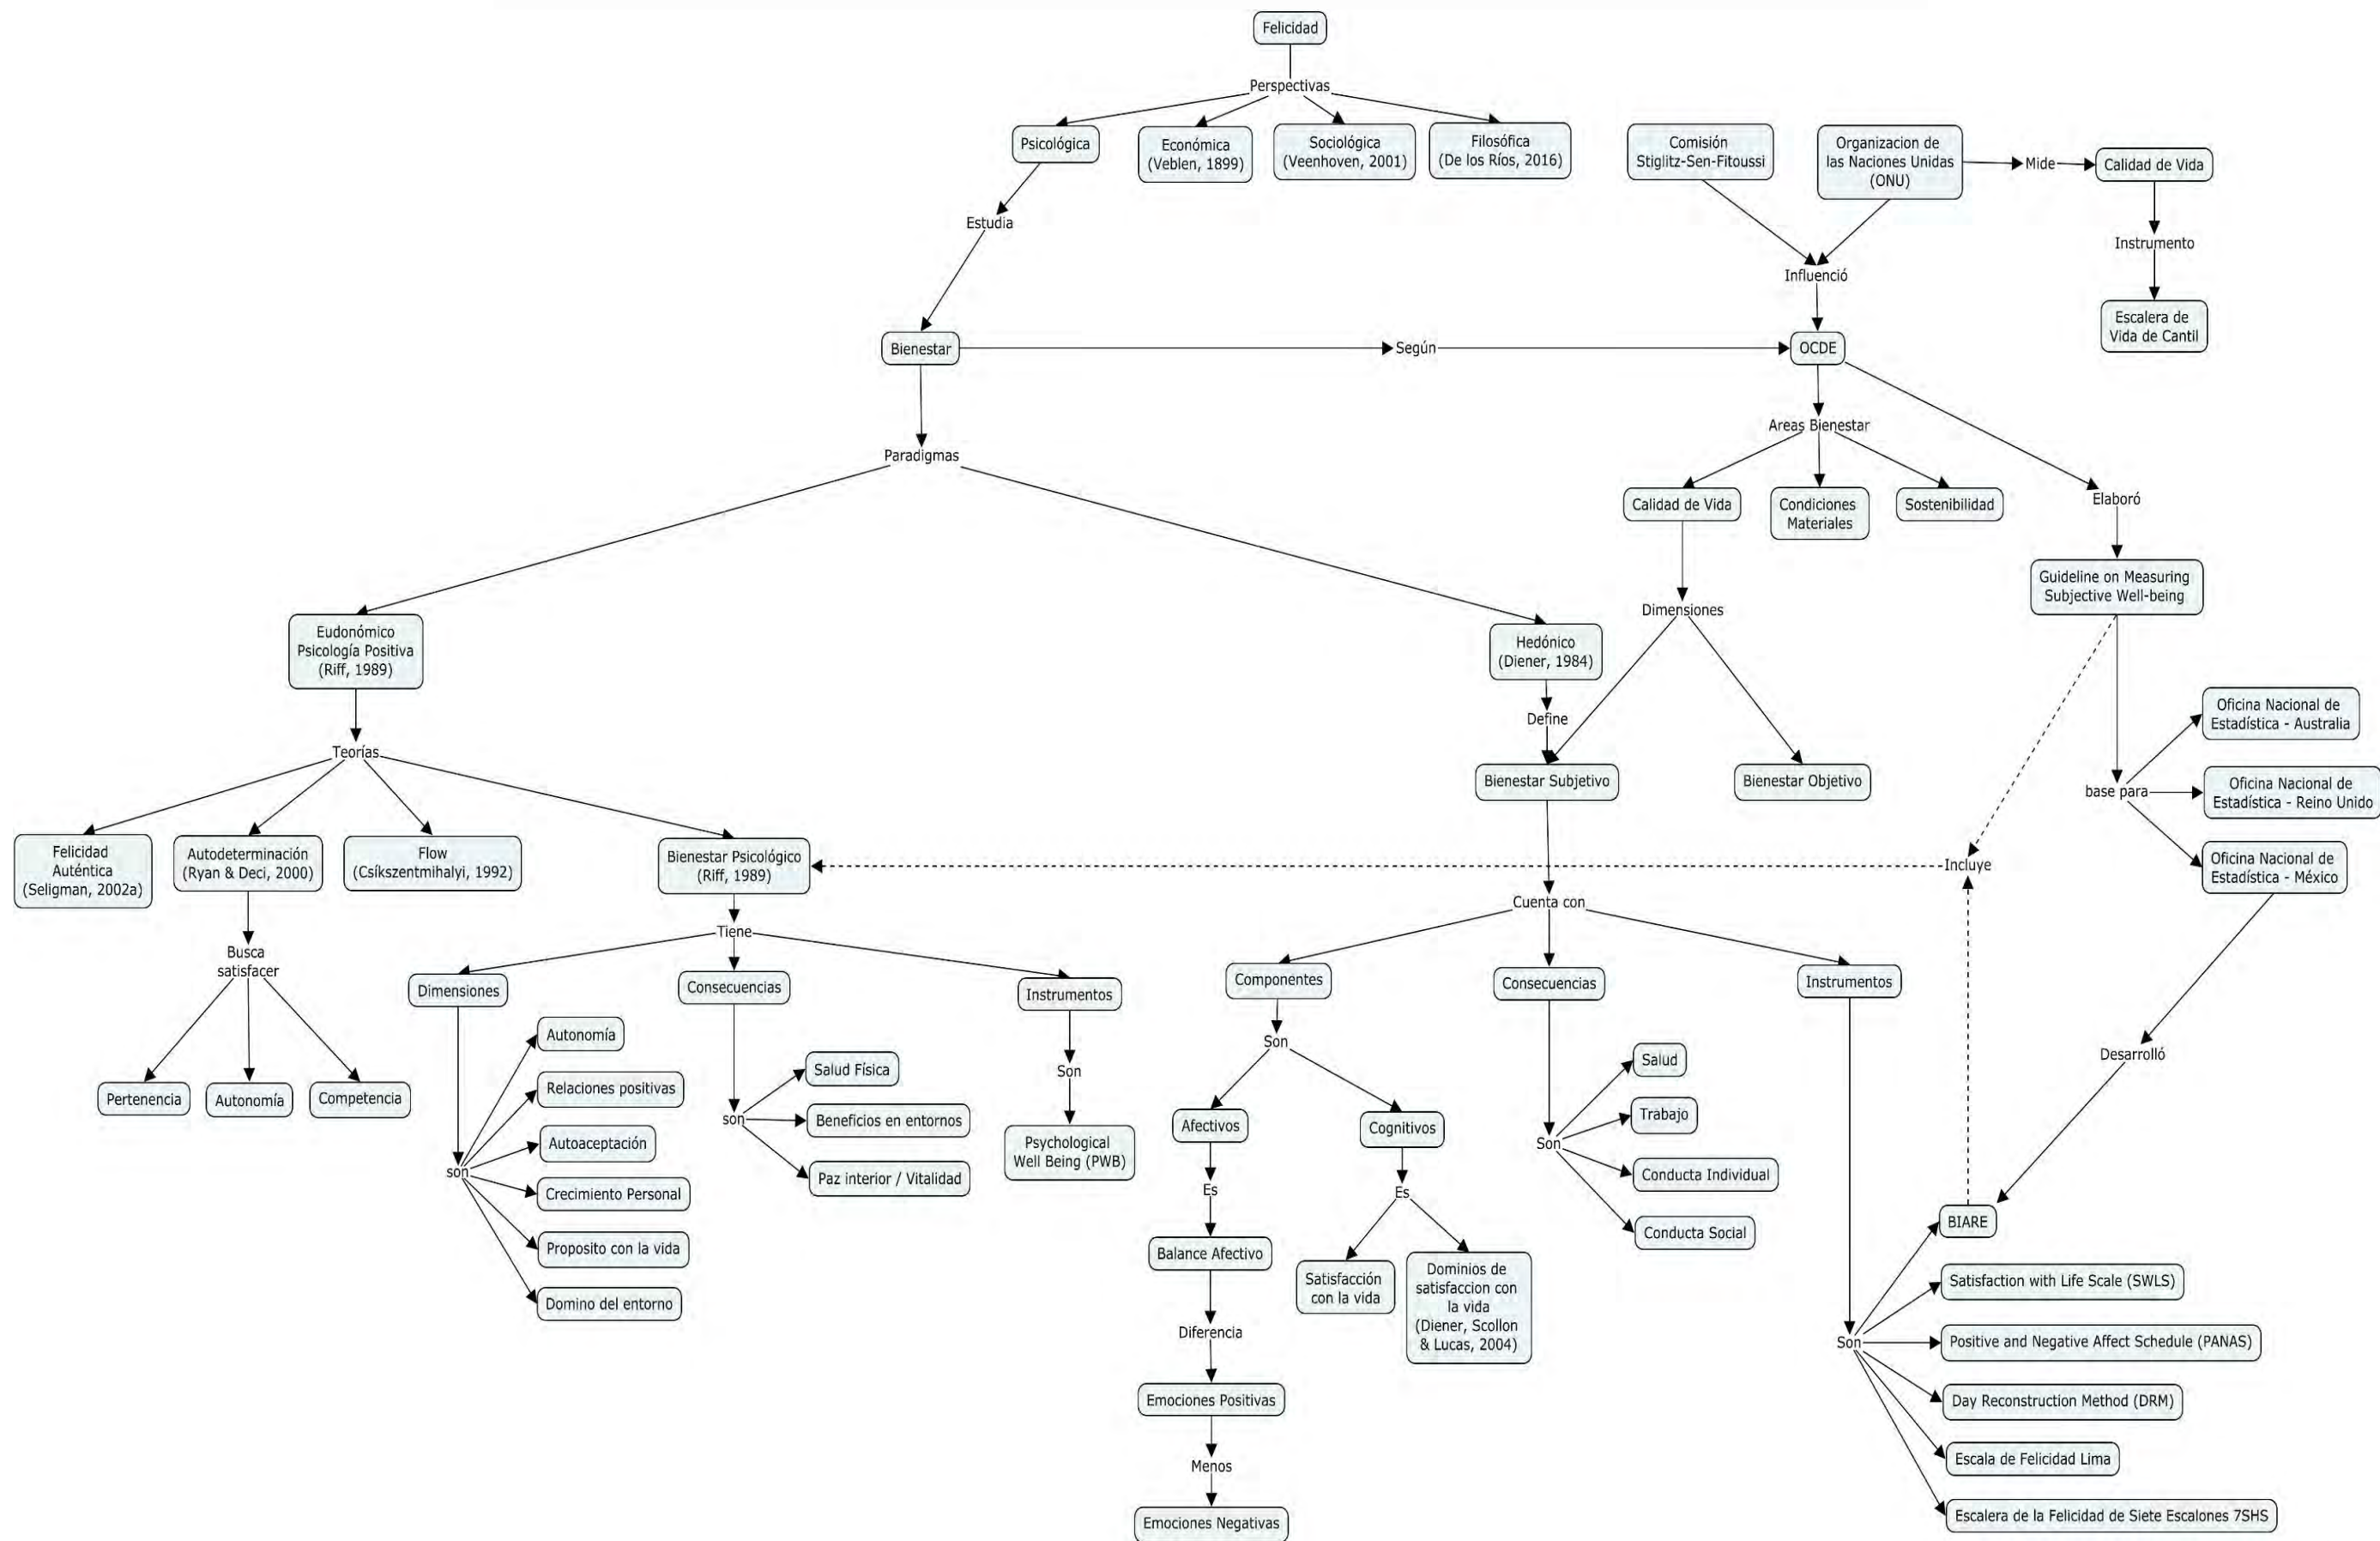 Felicidad
Perspectivas
Psicológica
Económica
(Veblen, 1899)
Sociológica
(Veenhoven, 2001)
Filosófica
(De los Ríos, 2016)
Comisión
Stiglitz-Sen-Fitoussi
Organizacion de
las Naciones Unidas
(ONU)
Mide
Calidad de Vida
Estudia
Instrumento
Influenció
Escalera de
Vida de Cantil
Bienestar
Según
OCDE
Areas Bienestar
Paradigmas
Calidad de Vida
Condiciones
Materiales
Sostenibilidad
Elaboró
Guideline on Measuring
Subjective Well-being
Dimensiones
Eudonómico
Psicología Positiva
(Riff, 1989)
Hedónico
(Diener, 1984)
Define
Oficina Nacional de
Estadística - Australia
Teorías
Bienestar Subjetivo
Bienestar Objetivo
base para
Oficina Nacional de
Estadística - Reino Unido
Felicidad
Auténtica
(Seligman, 2002a)
Autodeterminación
(Ryan & Deci, 2000)
Flow
(Csíkszentmihalyi, 1992)
Bienestar Psicológico
(Riff, 1989)
Incluye
Oficina Nacional de
Estadística - México
Cuenta con
Tiene
Busca
satisfacer
Dimensiones
Consecuencias
Instrumentos
Componentes
Consecuencias
Instrumentos
Autonomía
Son
Salud
Desarrolló
Relaciones positivas
Salud Física
Son
Pertenencia
Autonomía
Competencia
Trabajo
Beneficios en entornos
son
Afectivos
Cognitivos
Autoaceptación
Son
Psychological
Well Being (PWB)
son
Paz interior / Vitalidad
Conducta Individual
Crecimiento Personal
Es
Es
BIARE
Conducta Social
Proposito con la vida
Balance Afectivo
Satisfacción
con la vida
Dominios de
satisfaccion con
la vida
(Diener, Scollon
& Lucas, 2004)
Satisfaction with Life Scale (SWLS)
Domino del entorno
Diferencia
Son
Positive and Negative Affect Schedule (PANAS)
Emociones Positivas
Day Reconstruction Method (DRM)
Menos
Escala de Felicidad Lima
Emociones Negativas
Escalera de la Felicidad de Siete Escalones 7SHS